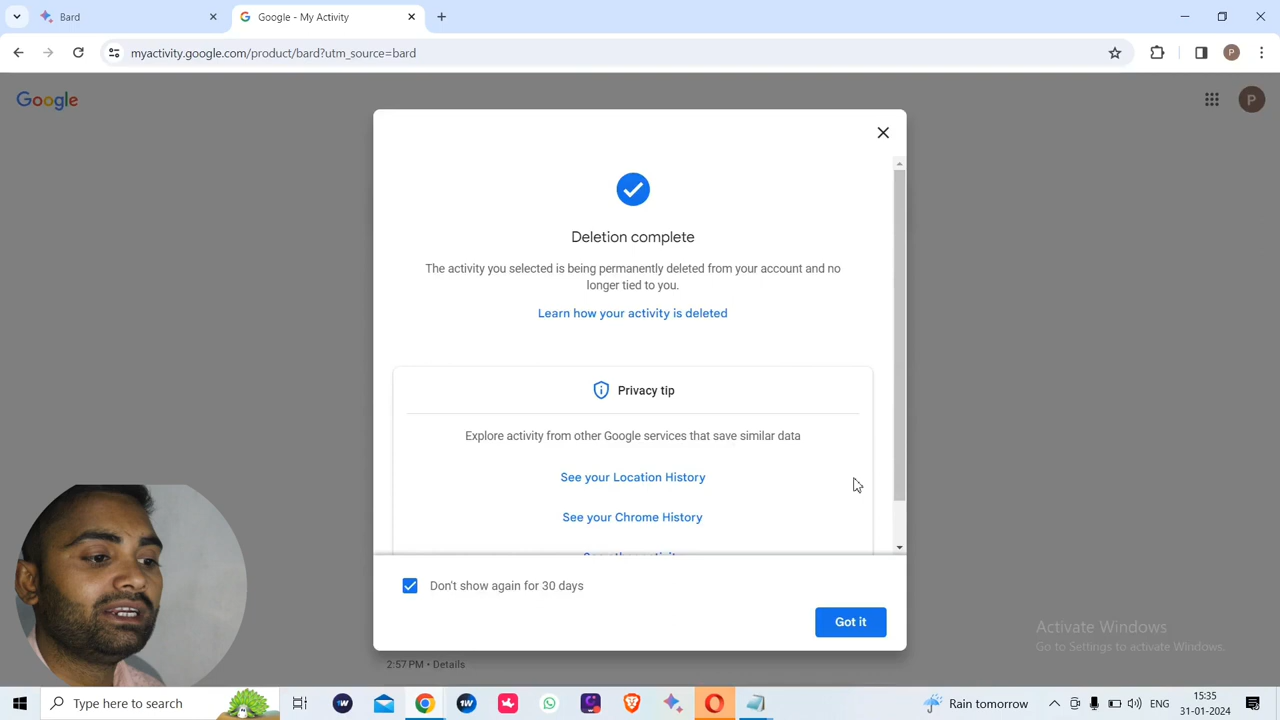 Bard
Google - My Activity
myactivity.google.com/product/bard?utm_source=bard
P
Google
P
Deletion complete
The activity you selected is being permanently deleted from your account and no
longer tied to you.
Learn how your activity is deleted
Privacy tip
Explore activity from other Google services that save similar data
See your Location History
See your Chrome History
Don't show again for 30 days
Got it
2:57 PM • Details
Activate Windows
Go to Settings to activate Windows.
Type here to search
1W
1W
Rain tomorrow
ENG
15:35
31-01-2024